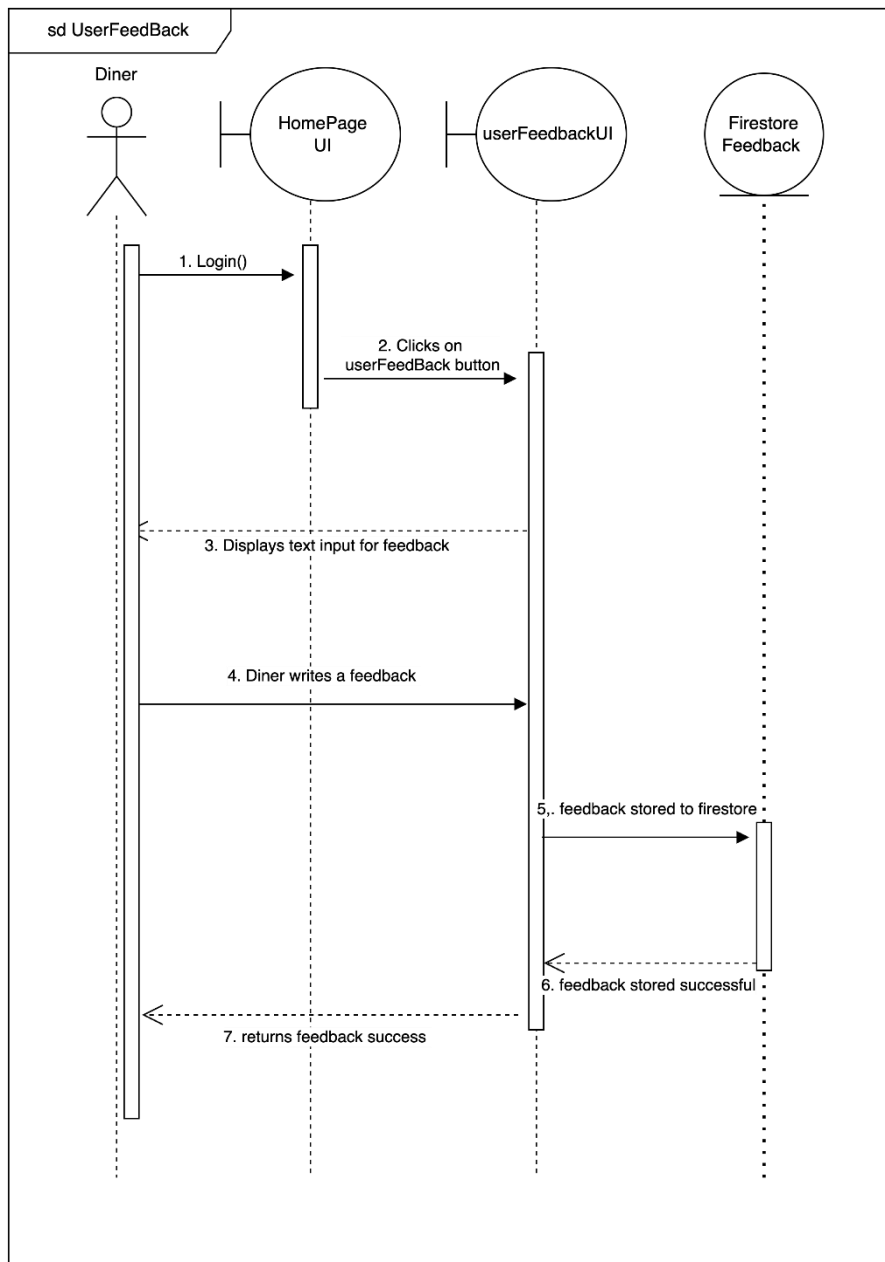 sd UserFeedBack
Diner
HomePage
UI
userFeedbackUI
Firestore
Feedback
1. Login()
2. Clicks on
userFeedBack button
3. Displays text input for feedback
4. Diner writes a feedback
5,. feedback stored to firestore
6. feedback stored successful
7. returns feedback success